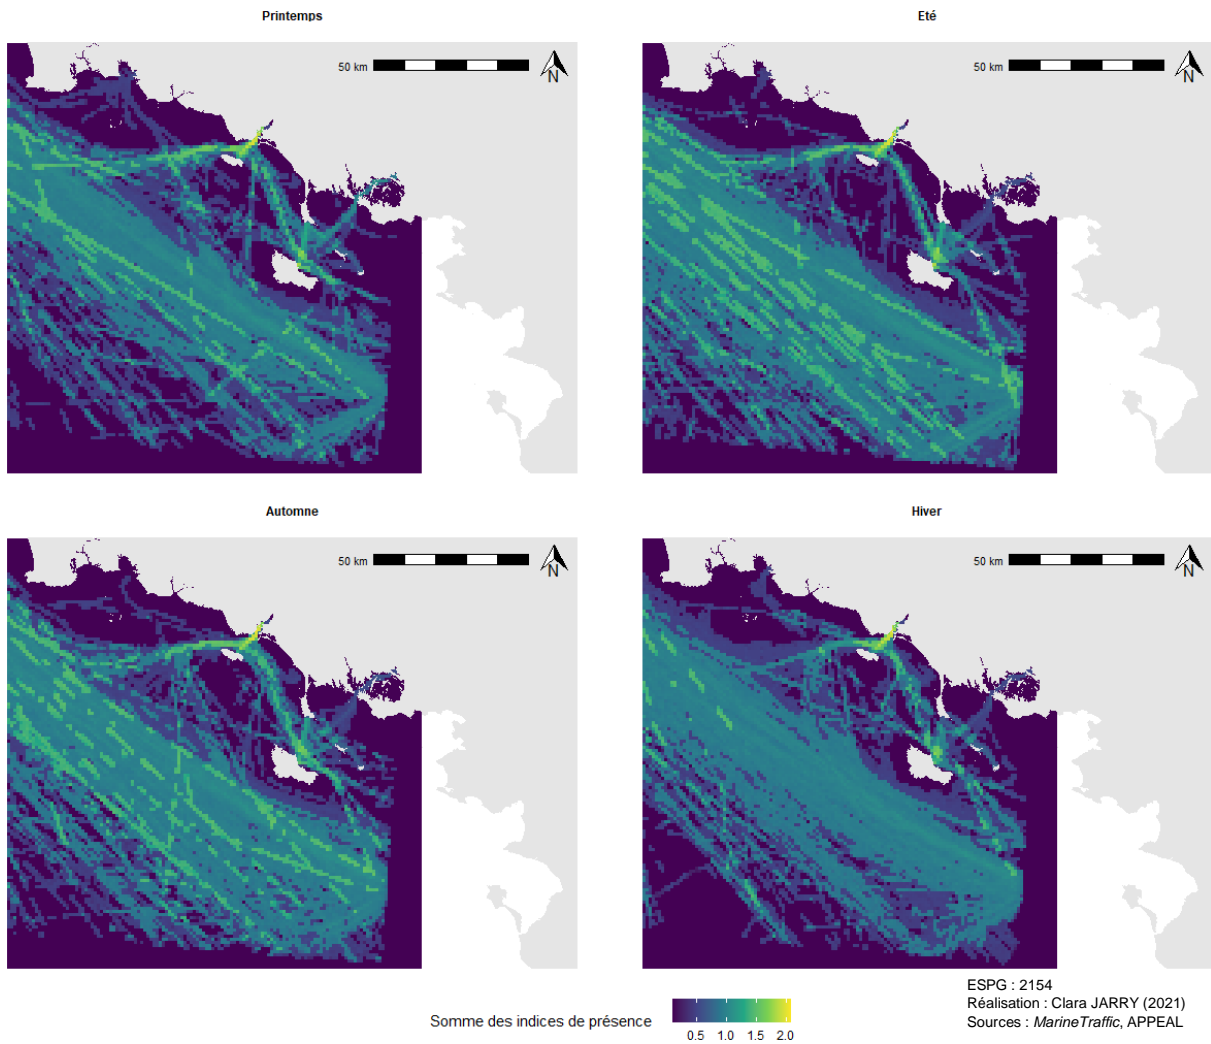 Printemps
Eté
50 km
N
50 km
N
Automne
Hiver
50 km
N
50 km
N
ESPG : 2154
Réalisation : Clara JARRY (2021)
Sources : MarineTraffic, APPEAL
Somme des indices de présence
0.5 1.0 1.5 2.0